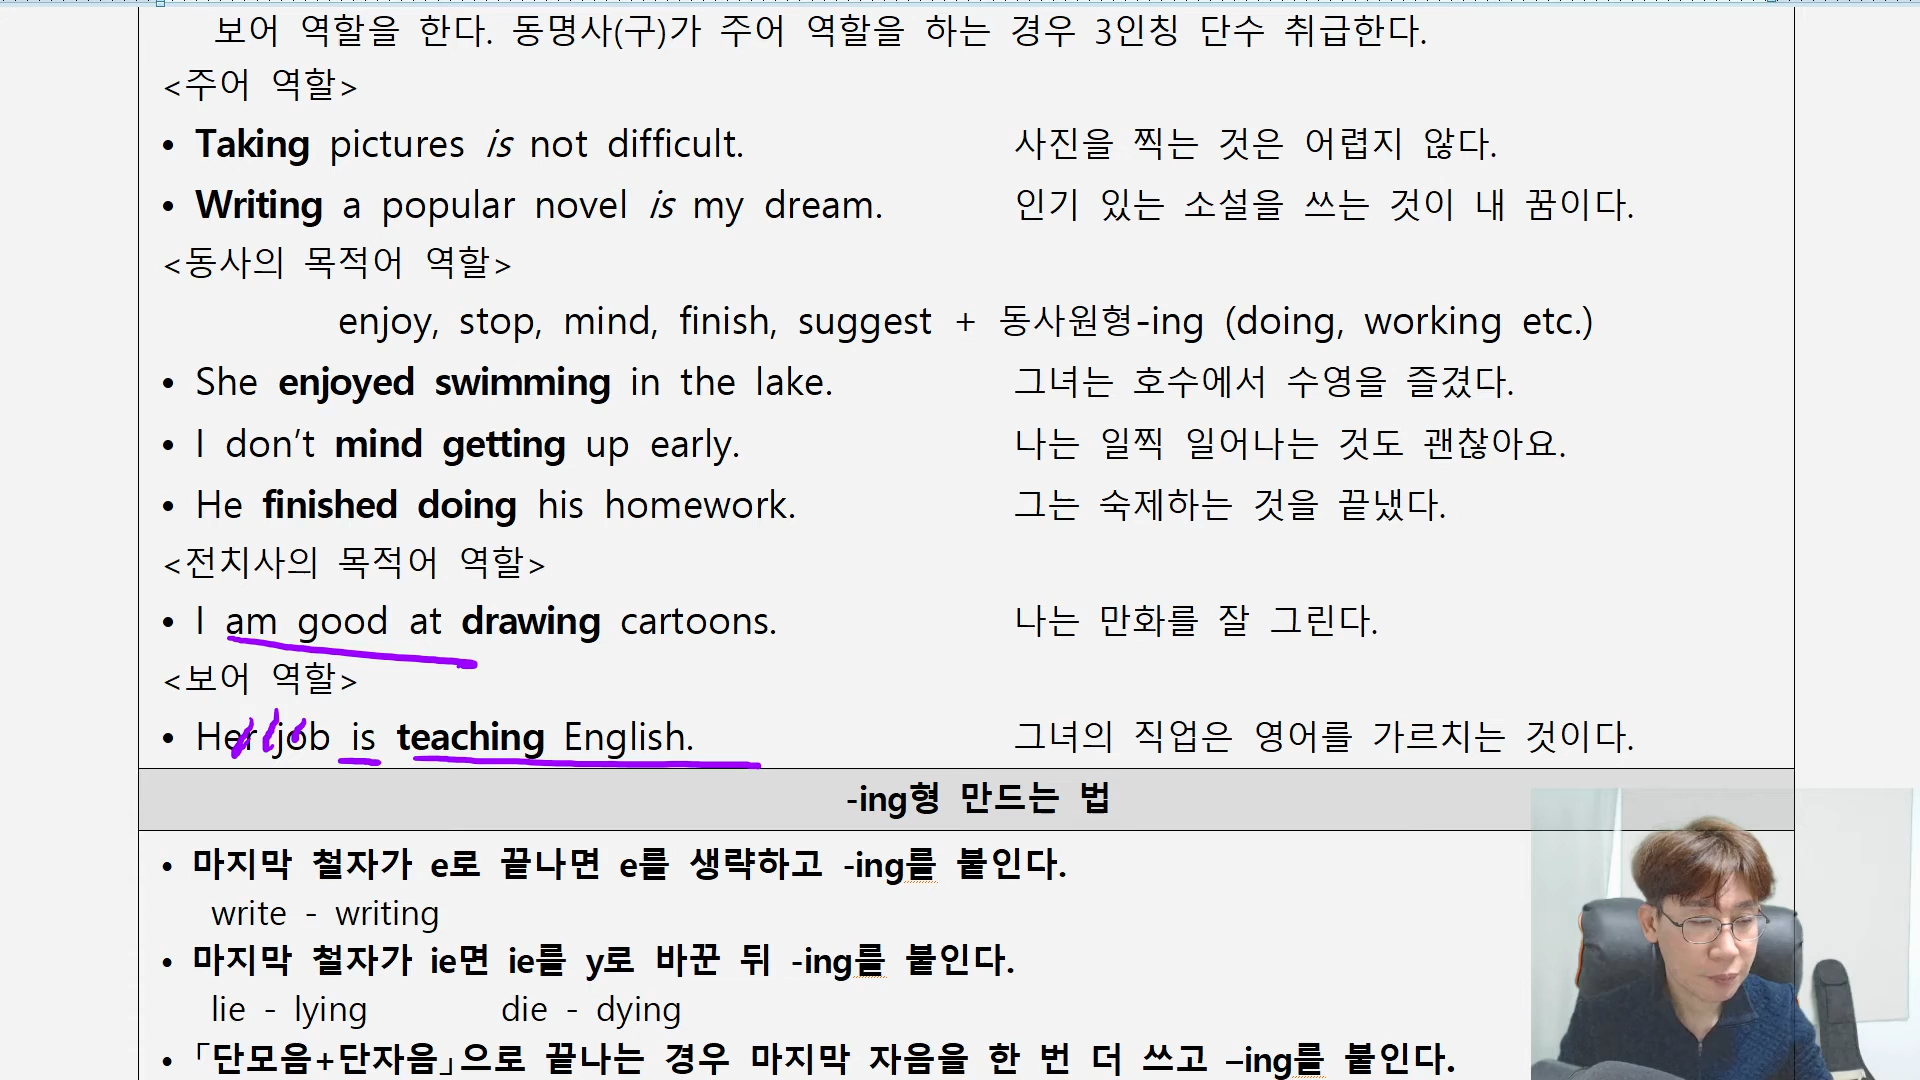 보어 역할을 한다. 동명사(구)가 주어 역할을 하는 경우 3인칭 단수 취급한다.
<주어 역할>
• Taking pictures is not difficult. 사진을 찍는 것은 어렵지 않다.
• Writing a popular novel is my dream. 인기 있는 소설을 쓰는 것이 내 꿈이다.
<동사의 목적어 역할>
enjoy, stop, mind, finish, suggest + 동사원형-ing (doing, working etc.)
• She enjoyed swimming in the lake. 그녀는 호수에서 수영을 즐겼다.
• I don't mind getting up early. 나는 일찍 일어나는 것도 괜찮아요.
• He finished doing his homework. 그는 숙제하는 것을 끝냈다.
<전치사의 목적어 역할>
• I am good at drawing cartoons. 나는 만화를 잘 그린다.
<보어 역할>
• Her job is teaching English. 그녀의 직업은 영어를 가르치는 것이다.
-ing형 만드는 법
• 마지막 철자가 e로 끝나면 e를 생략하고 -ing를 붙인다.
write - writing
• 마지막 철자가 ie면 ie를 y로 바꾼 뒤 -ing를 붙인다.
lie - lying die - dying
• 「단모음+단자음」으로 끝나는 경우 마지막 자음을 한 번 더 쓰고 –ing를 붙인다.